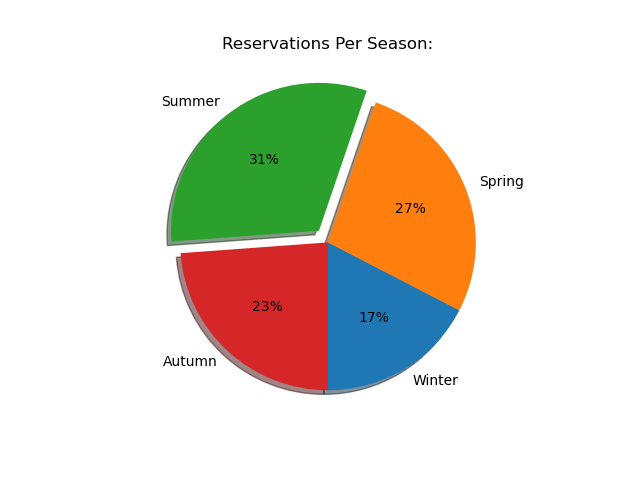 Reservations Per Season:
Summer
31%
Spring
27%
23%
17%
Autumn
Winter